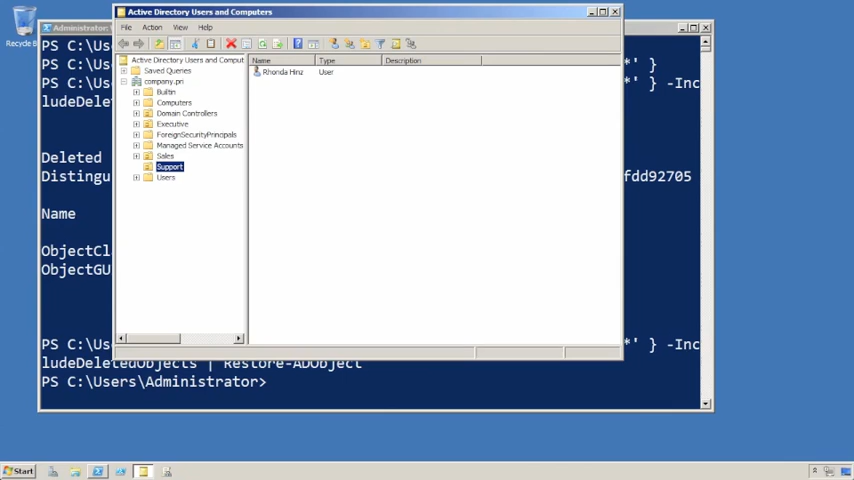 Recycle B
Administrator: W
PS C:\Us
*' }
PS C:\Us
*' } -Inc
ludeDele
Deleted
Distingu
fdd92705
Name
ObjectCl
ObjectGU
PS C:\Us
*' } -Inc
ludeDeletedObjects | Restore-ADObject
PS C:\Users\Administrator>
Active Directory Users and Computers
File Action View Help
Active Directory Users and Comput
Saved Queries
company.pri
Builtin
Computers
Domain Controllers
Executive
ForeignSecurityPrincipals
Managed Service Accounts
Sales
Support
Users
Name Type Description
Rhonda Hinz User
Start